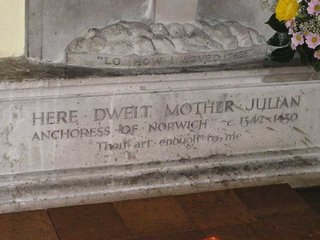 "LO HOW I LOVED THEE"
HERE DWELT MOTHER JULIAN
ANCHORESS OF NORWICH c. 1342-1430
Thou art enough to me